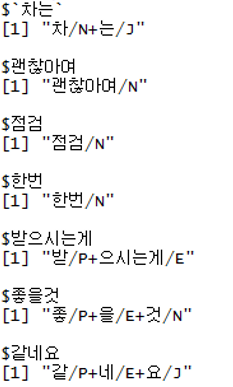 $`차는`
[1] "차/N+는/J"
$괜찮아여
[1] "괜찮아여/N"
$점검
[1] "점검/N"
$한번
[1] "한번/N"
$받으시는게
[1] "받/P+으시는게/E"
$좋을것
[1] "좋/P+을/E+것/N"
$같네요
[1] "같/P+네/E+요/J"